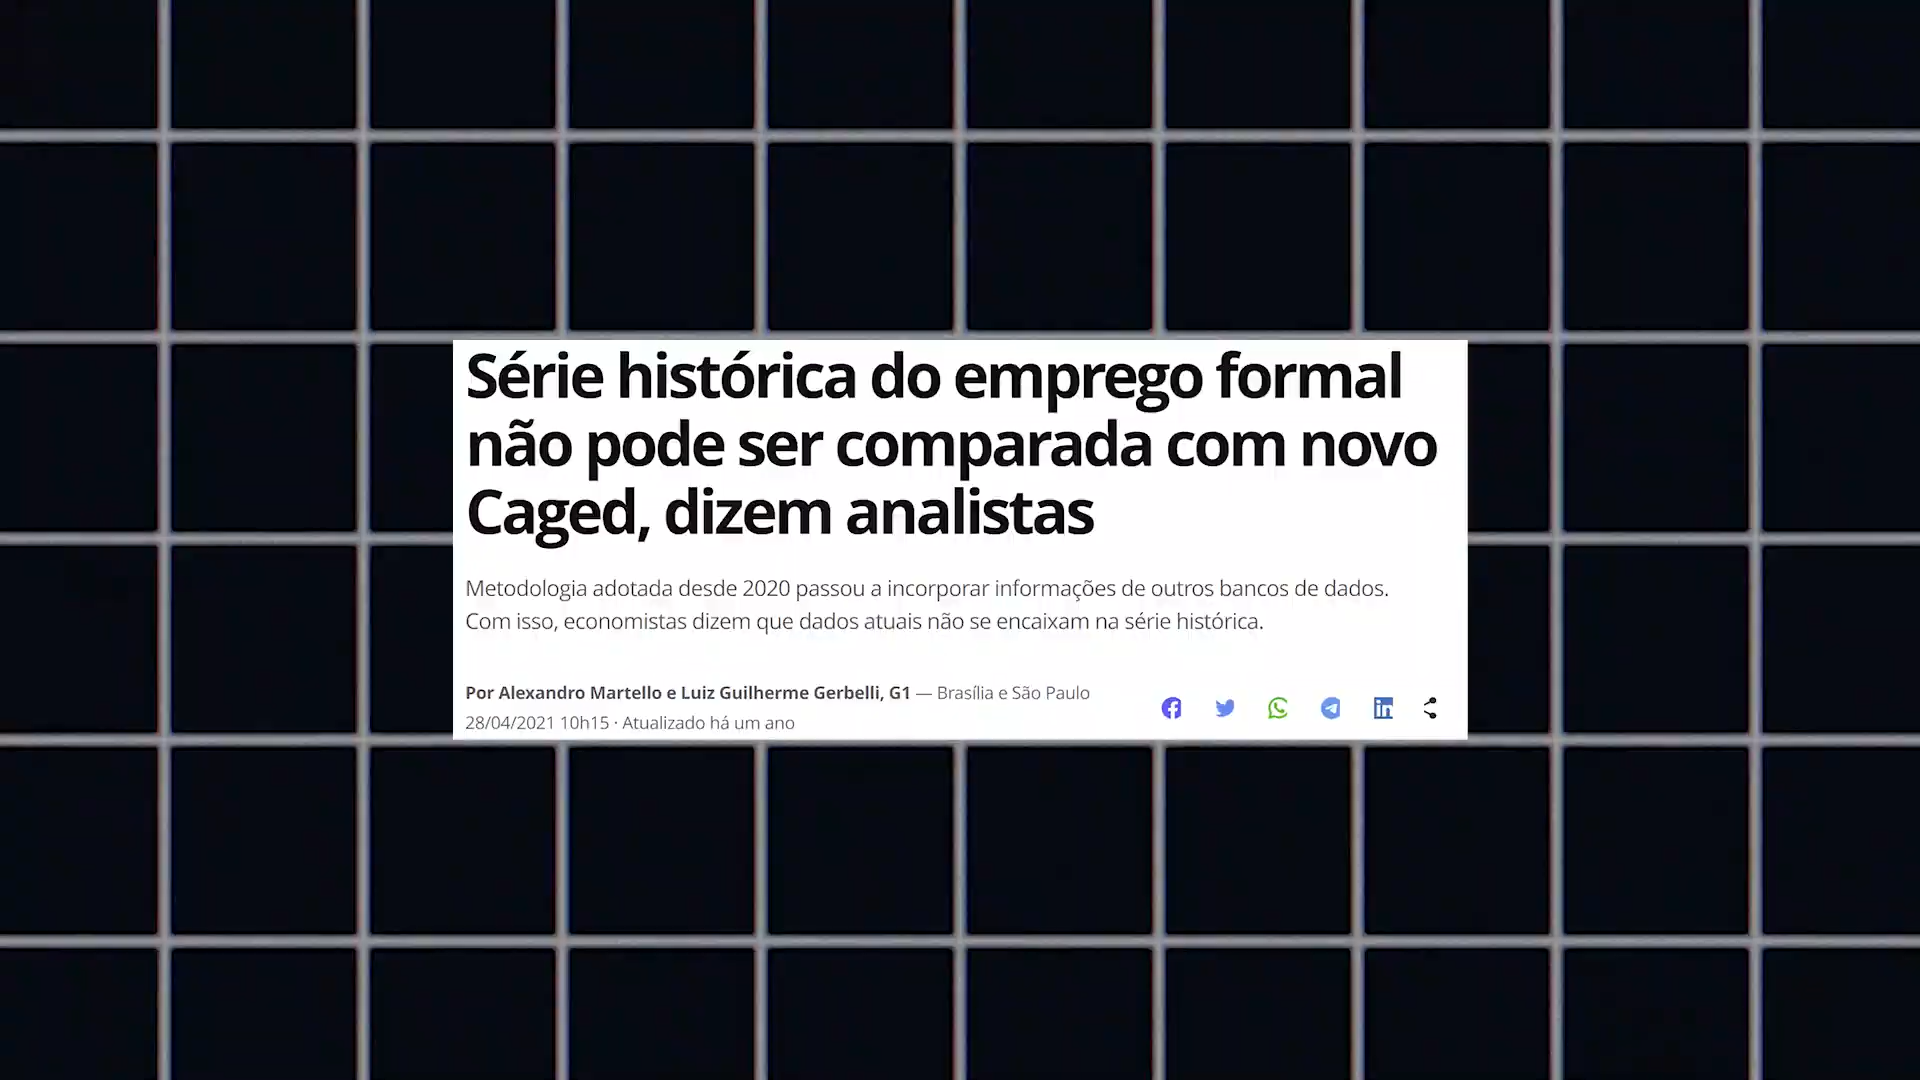 Série histórica do emprego formal
não pode ser comparada com novo
Caged, dizem analistas
Metodologia adotada desde 2020 passou a incorporar informações de outros bancos de dados.
Com isso, economistas dizem que dados atuais não se encaixam na série histórica.
Por Alexandro Martello e Luiz Guilherme Gerbelli, G1 — Brasília e São Paulo
28/04/2021 10h15 · Atualizado há um ano